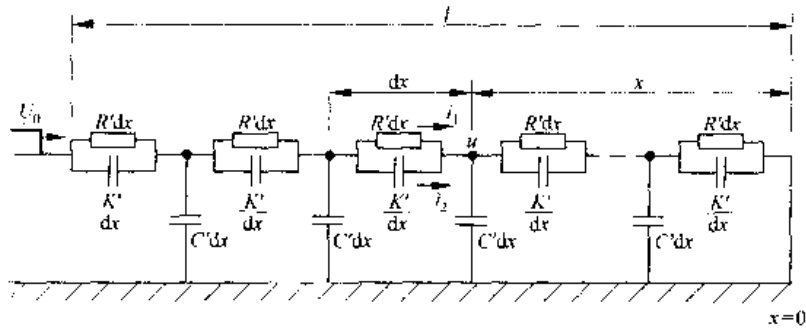 l
dx
x
U₀
R'dx
R'dx
R'dx
i₁
R'dx
R'dx
u
K'/dx
K'/dx
K'/dx
i₂
K'/dx
K'/dx
C'dx
C'dx
C'dx
C'dx
x=0